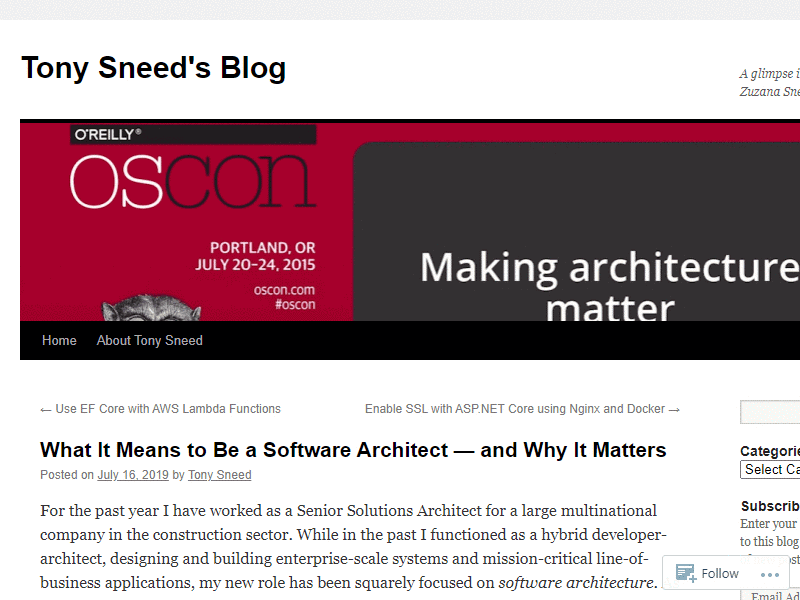 Tony Sneed's Blog
A glimpse i
Zuzana Sne
O'REILLY®
oscon
PORTLAND, OR
JULY 20–24, 2015
oscon.com
#oscon
Making architecture
matter
Home About Tony Sneed
← Use EF Core with AWS Lambda Functions
Enable SSL with ASP.NET Core using Nginx and Docker →
What It Means to Be a Software Architect — and Why It Matters
Posted on July 16, 2019 by Tony Sneed
For the past year I have worked as a Senior Solutions Architect for a large multinational
company in the construction sector. While in the past I functioned as a hybrid developer-
architect, designing and building enterprise-scale systems and mission-critical line-of-
business applications, my new role has been squarely focused on software architecture.
Categorie
Select Ca
Subscrib
Enter your
to this blog
Follow
Email Ad